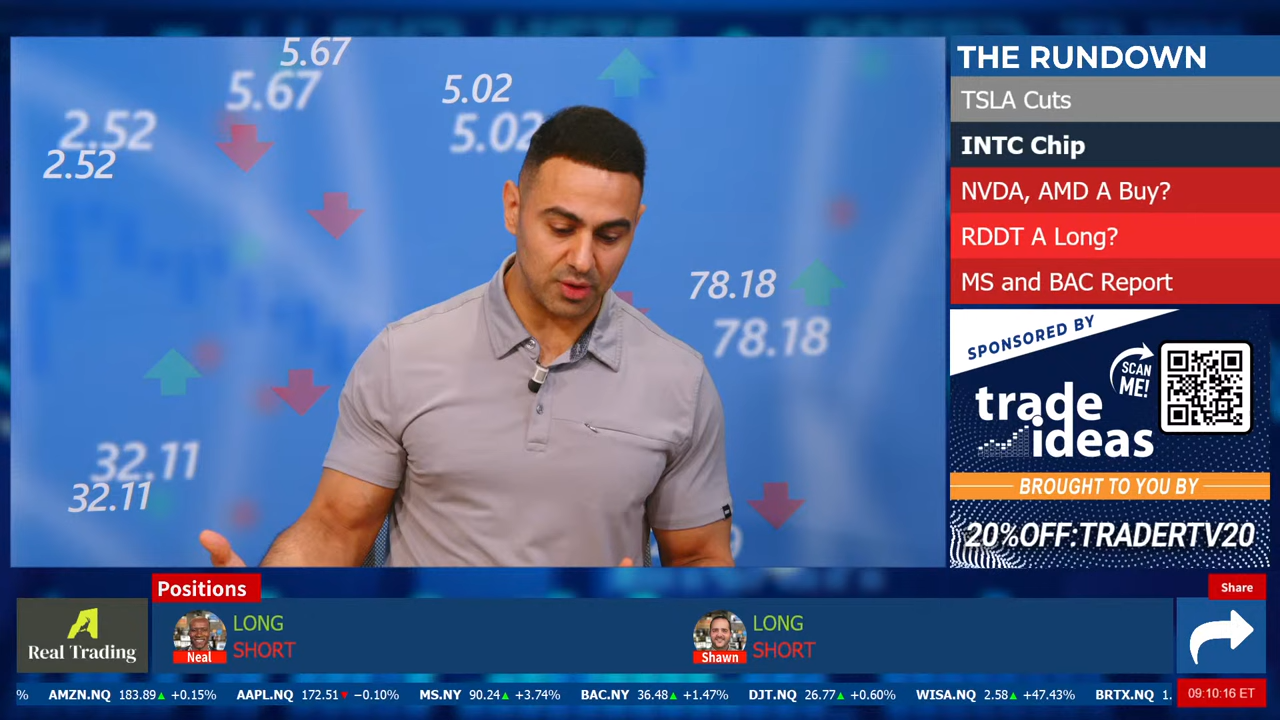 5.67
5.67
5.02
5.02
2.52
2.52
78.18
78.18
32.11
32.11
9
THE RUNDOWN
TSLA Cuts
INTC Chip
NVDA, AMD A Buy?
RDDT A Long?
MS and BAC Report
SPONSORED BY
SCAN
ME!
trade
ideas
BROUGHT TO YOU BY
20%OFF:TRADERTV20
Positions
Share
Real Trading
LONG
SHORT
Neal
LONG
SHORT
Shawn
% AMZN.NQ 183.89▲ +0.15% AAPL.NQ 172.51▼ −0.10% MS.NY 90.24▲ +3.74% BAC.NY 36.48▲ +1.47% DJT.NQ 26.77▲ +0.60% WISA.NQ 2.58▲ +47.43% BRTX.NQ 1.
09:10:16 ET